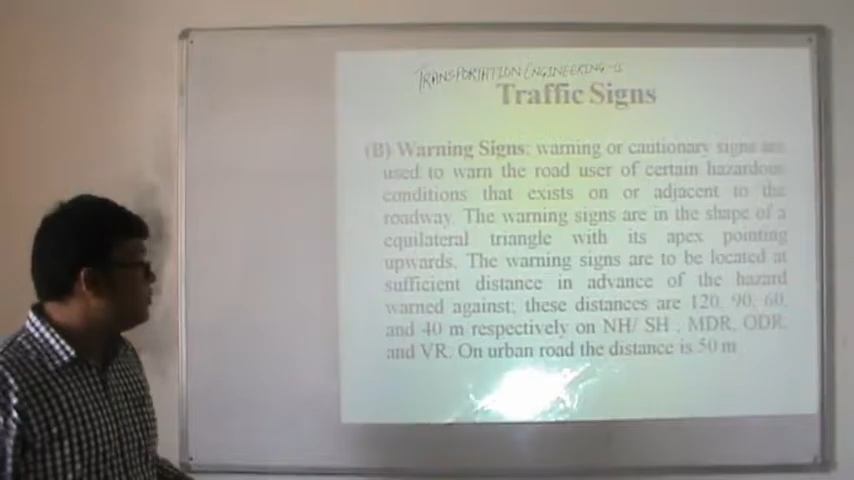 TRANSPORTATION ENGINEERING-II
Traffic Signs
(B) Warning Signs: warning or cautionary signs are
used to warn the road user of certain hazardous
conditions that exists on or adjacent to the
roadway. The warning signs are in the shape of a
equilateral triangle with its apex pointing
upwards. The warning signs are to be located at
sufficient distance in advance of the hazard
warned against; these distances are 120, 90, 60,
and 40 m respectively on NH/ SH , MDR, ODR,
and VR. On urban road the distance is 50 m